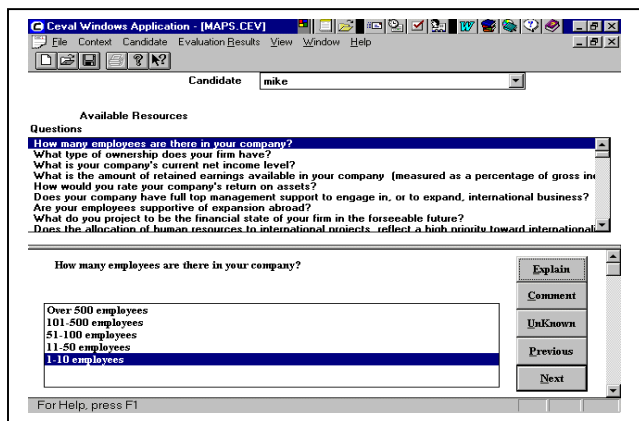 Ceval Windows Application - [MAPS.CEV]
File Context Candidate Evaluation Results View Window Help
Candidate mike
Available Resources
Questions
How many employees are there in your company?
What type of ownership does your firm have?
What is your company's current net income level?
What is the amount of retained earnings available in your company (measured as a percentage of gross in
How would you rate your company's return on assets?
Does your company have full top management support to engage in, or to expand, international business?
Are your employees supportive of expansion abroad?
What do you project to be the financial state of your firm in the forseeable future?
Does the allocation of human resources to international projects reflect a high priority toward internationali
How many employees are there in your company?
Explain
Comment
UnKnown
Previous
Next
Over 500 employees
101-500 employees
51-100 employees
11-50 employees
1-10 employees
For Help, press F1